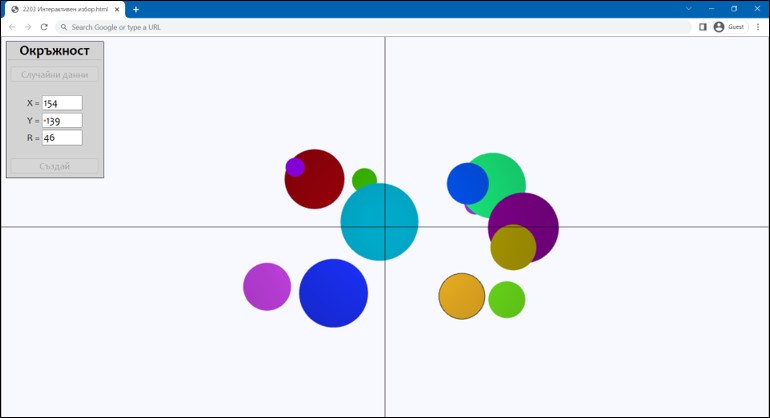 2203 Интерактивен избор.html
Search Google or type a URL
Guest
Окръжност
Случайни данни
X = 154
Y = -139
R = 46
Създай